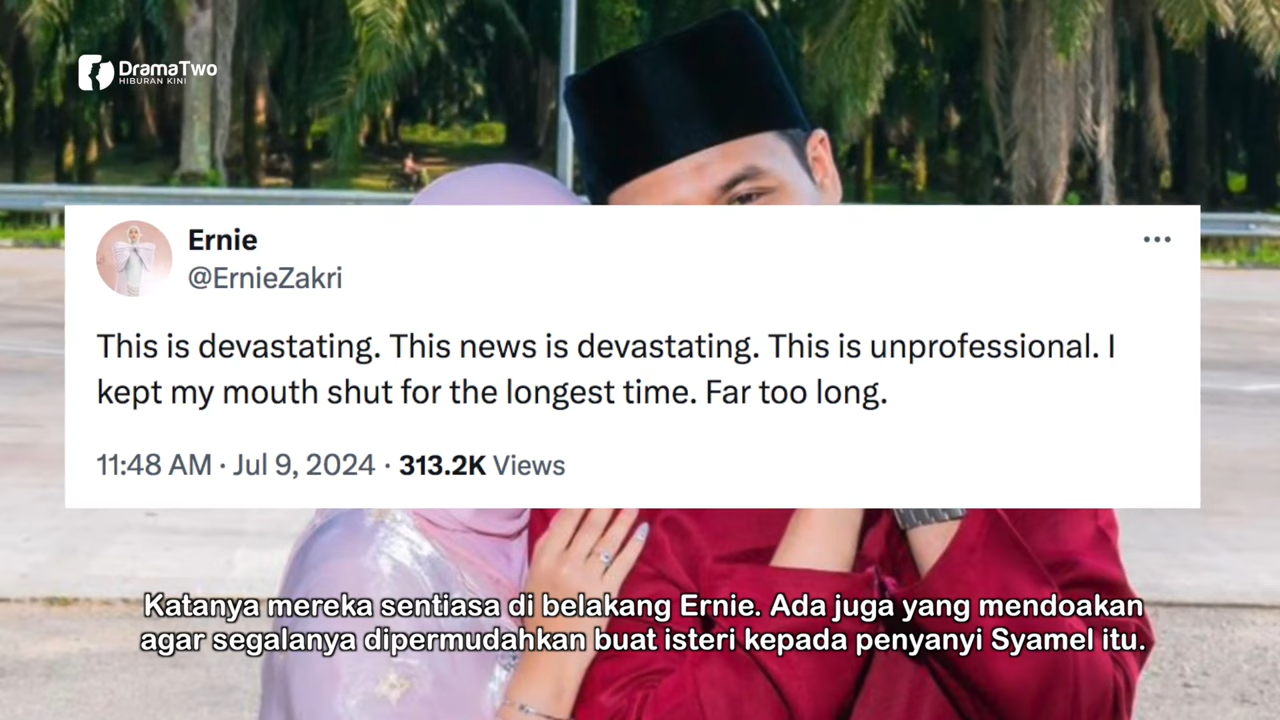 DramaTwo
HIBURAN KINI
Ernie
@ErnieZakri
This is devastating. This news is devastating. This is unprofessional. I
kept my mouth shut for the longest time. Far too long.
11:48 AM · Jul 9, 2024 · 313.2K Views
Katanya mereka sentiasa di belakang Ernie. Ada juga yang mendoakan
agar segalanya dipermudahkan buat isteri kepada penyanyi Syamel itu.